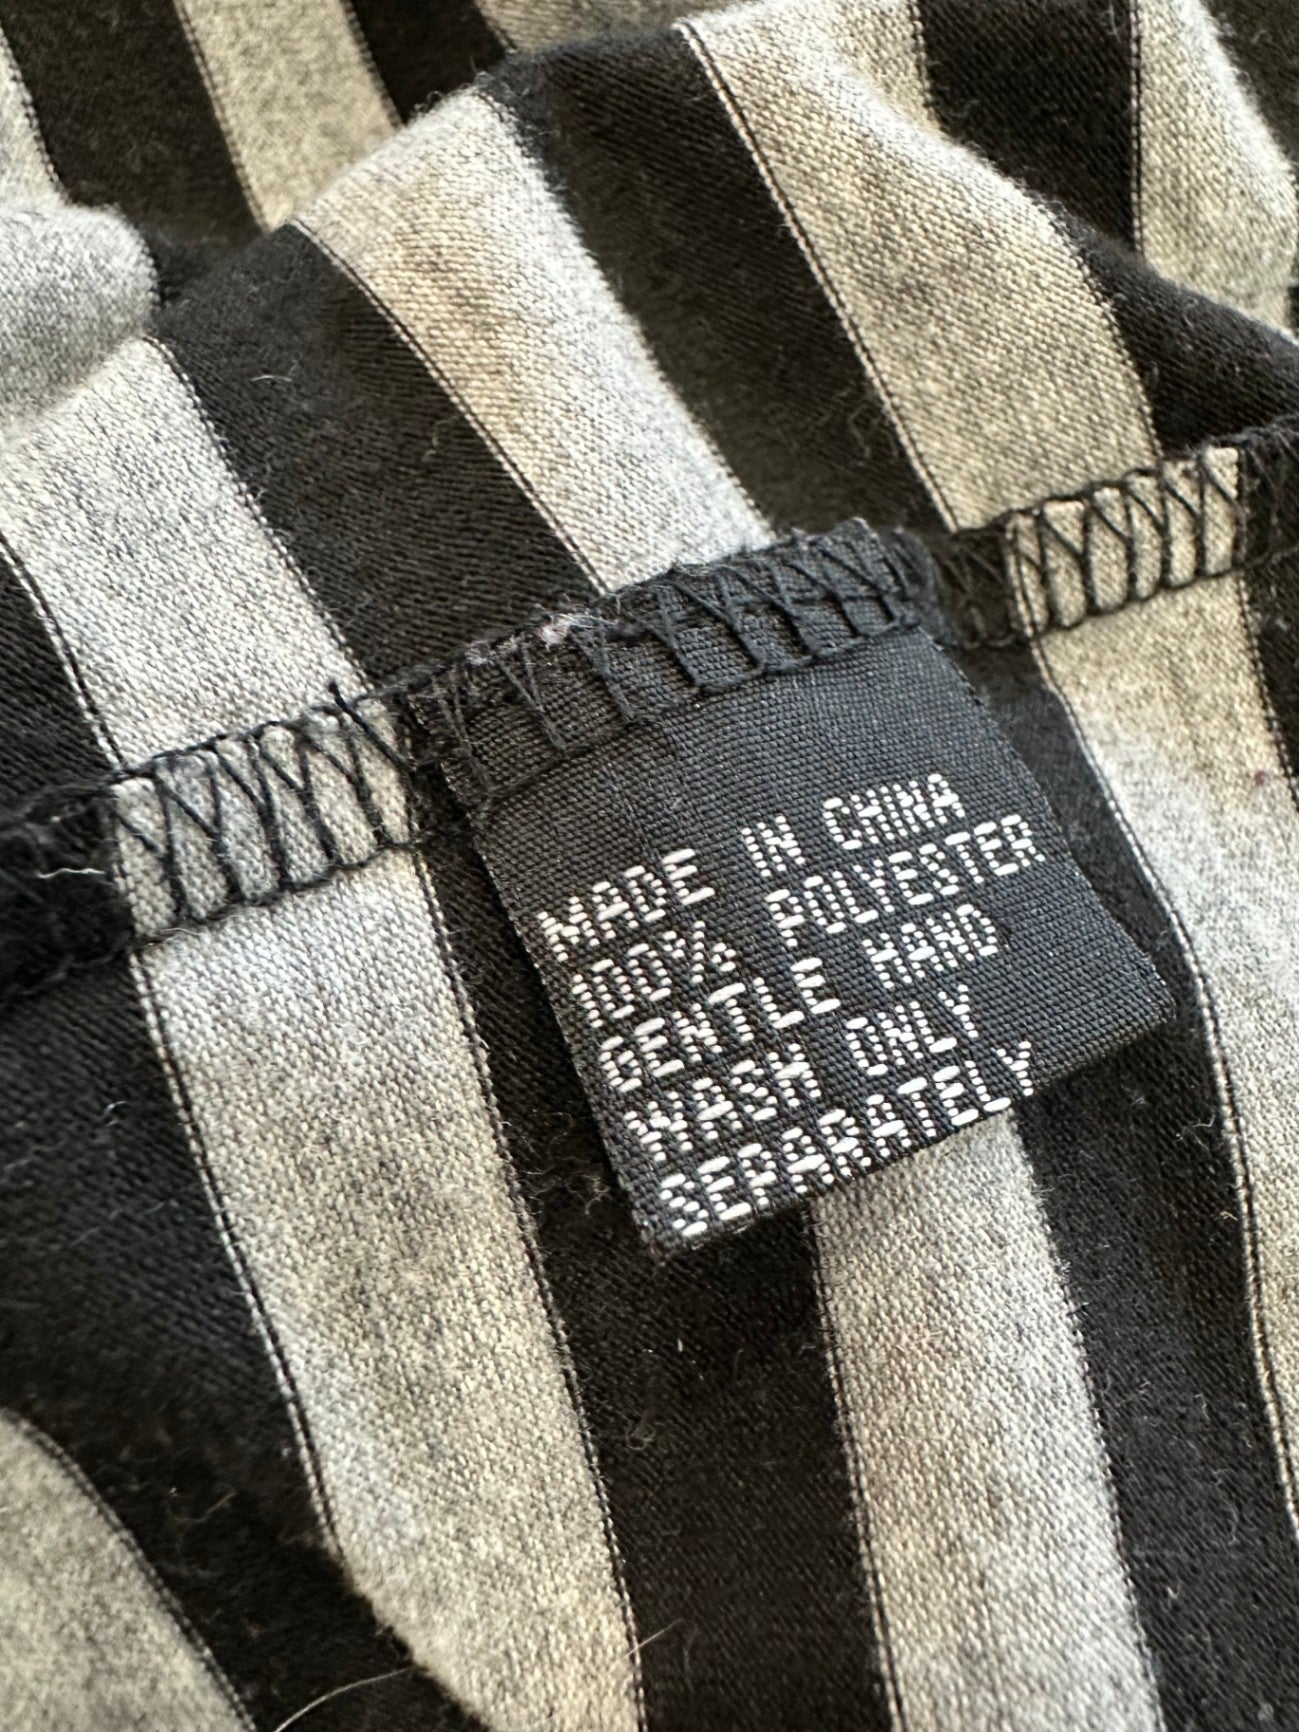 MADE IN CHINA
100% POLYESTER
GENTLE HAND
WASH ONLY
SEPARATELY